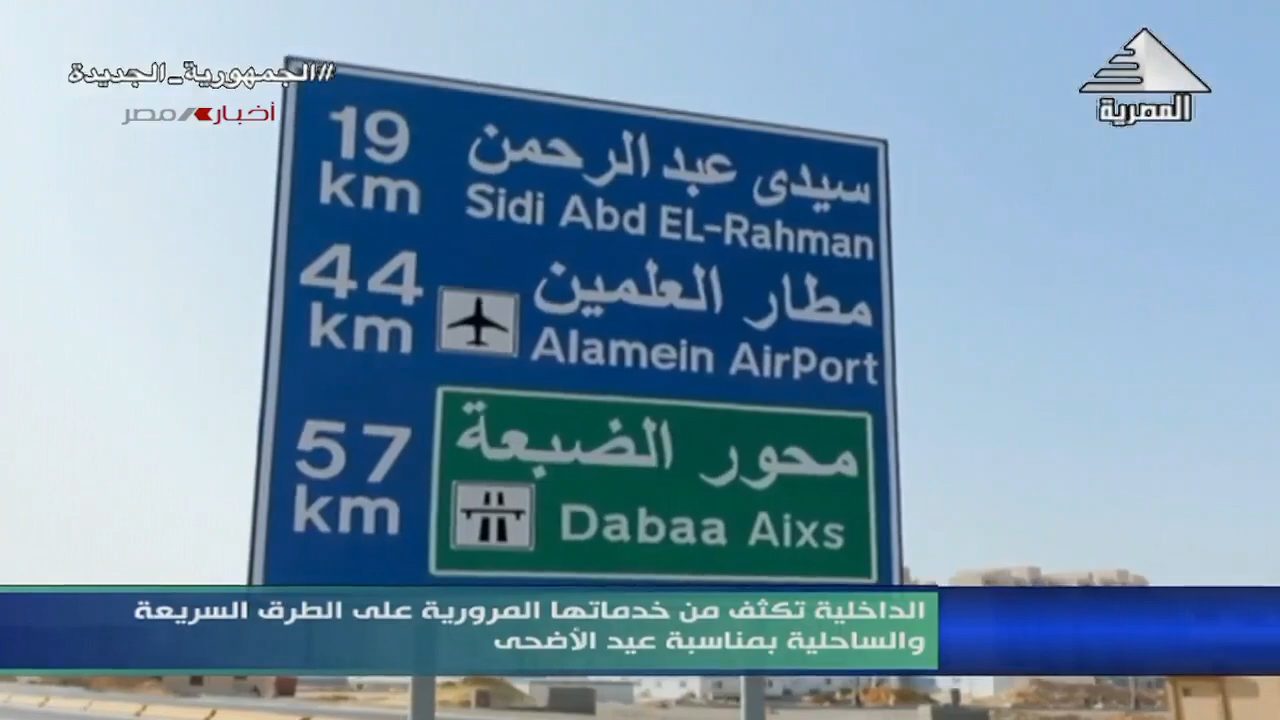 #الجمهورية_الجديدة
أخبار مصر
المصرية
19 km
سيدى عبد الرحمن
Sidi Abd EL-Rahman
44 km
مطار العلمين
Alamein AirPort
57 km
محور الضبعة
Dabaa Aixs
الداخلية تكثف من خدماتها المرورية على الطرق السريعة
والساحلية بمناسبة عيد الأضحى